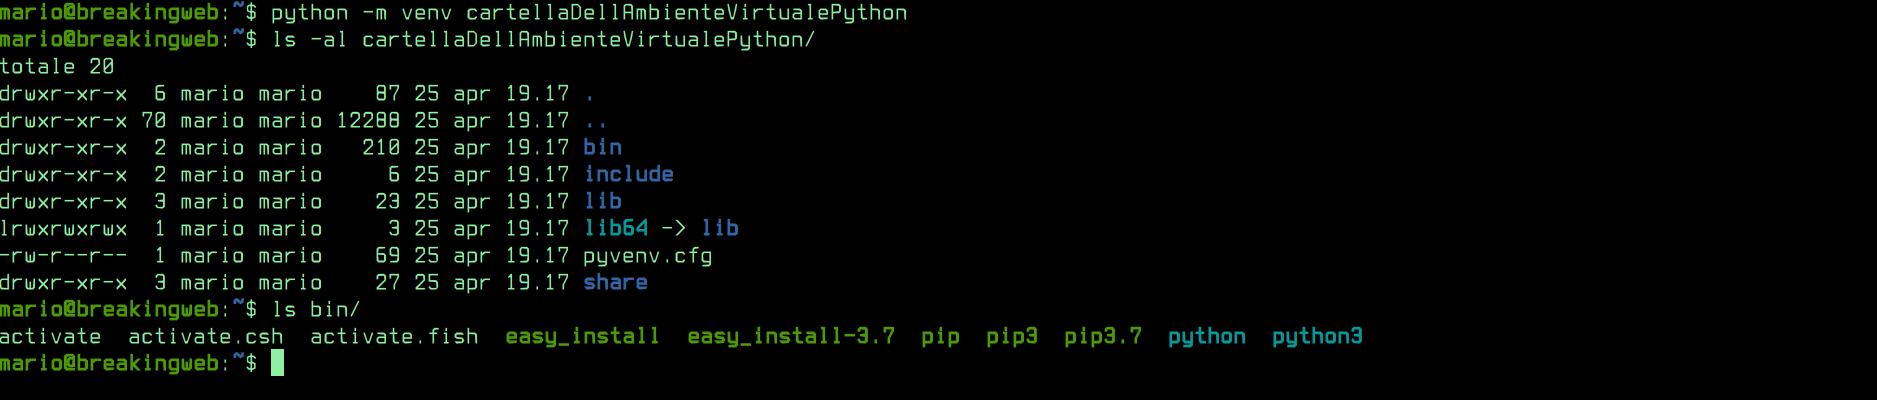 mario@breakingweb:~$ python -m venv cartellaDellAmbienteVirtualePython
mario@breakingweb:~$ ls -al cartellaDellAmbienteVirtualePython/
totale 20
drwxr-xr-x  6 mario mario    87 25 apr 19.17 .
drwxr-xr-x 70 mario mario 12288 25 apr 19.17 ..
drwxr-xr-x  2 mario mario   210 25 apr 19.17 bin
drwxr-xr-x  2 mario mario     6 25 apr 19.17 include
drwxr-xr-x  3 mario mario    23 25 apr 19.17 lib
lrwxrwxrwx  1 mario mario     3 25 apr 19.17 lib64 -> lib
-rw-r--r--  1 mario mario    69 25 apr 19.17 pyvenv.cfg
drwxr-xr-x  3 mario mario    27 25 apr 19.17 share
mario@breakingweb:~$ ls bin/
activate  activate.csh  activate.fish  easy_install  easy_install-3.7  pip  pip3  pip3.7  python  python3
mario@breakingweb:~$